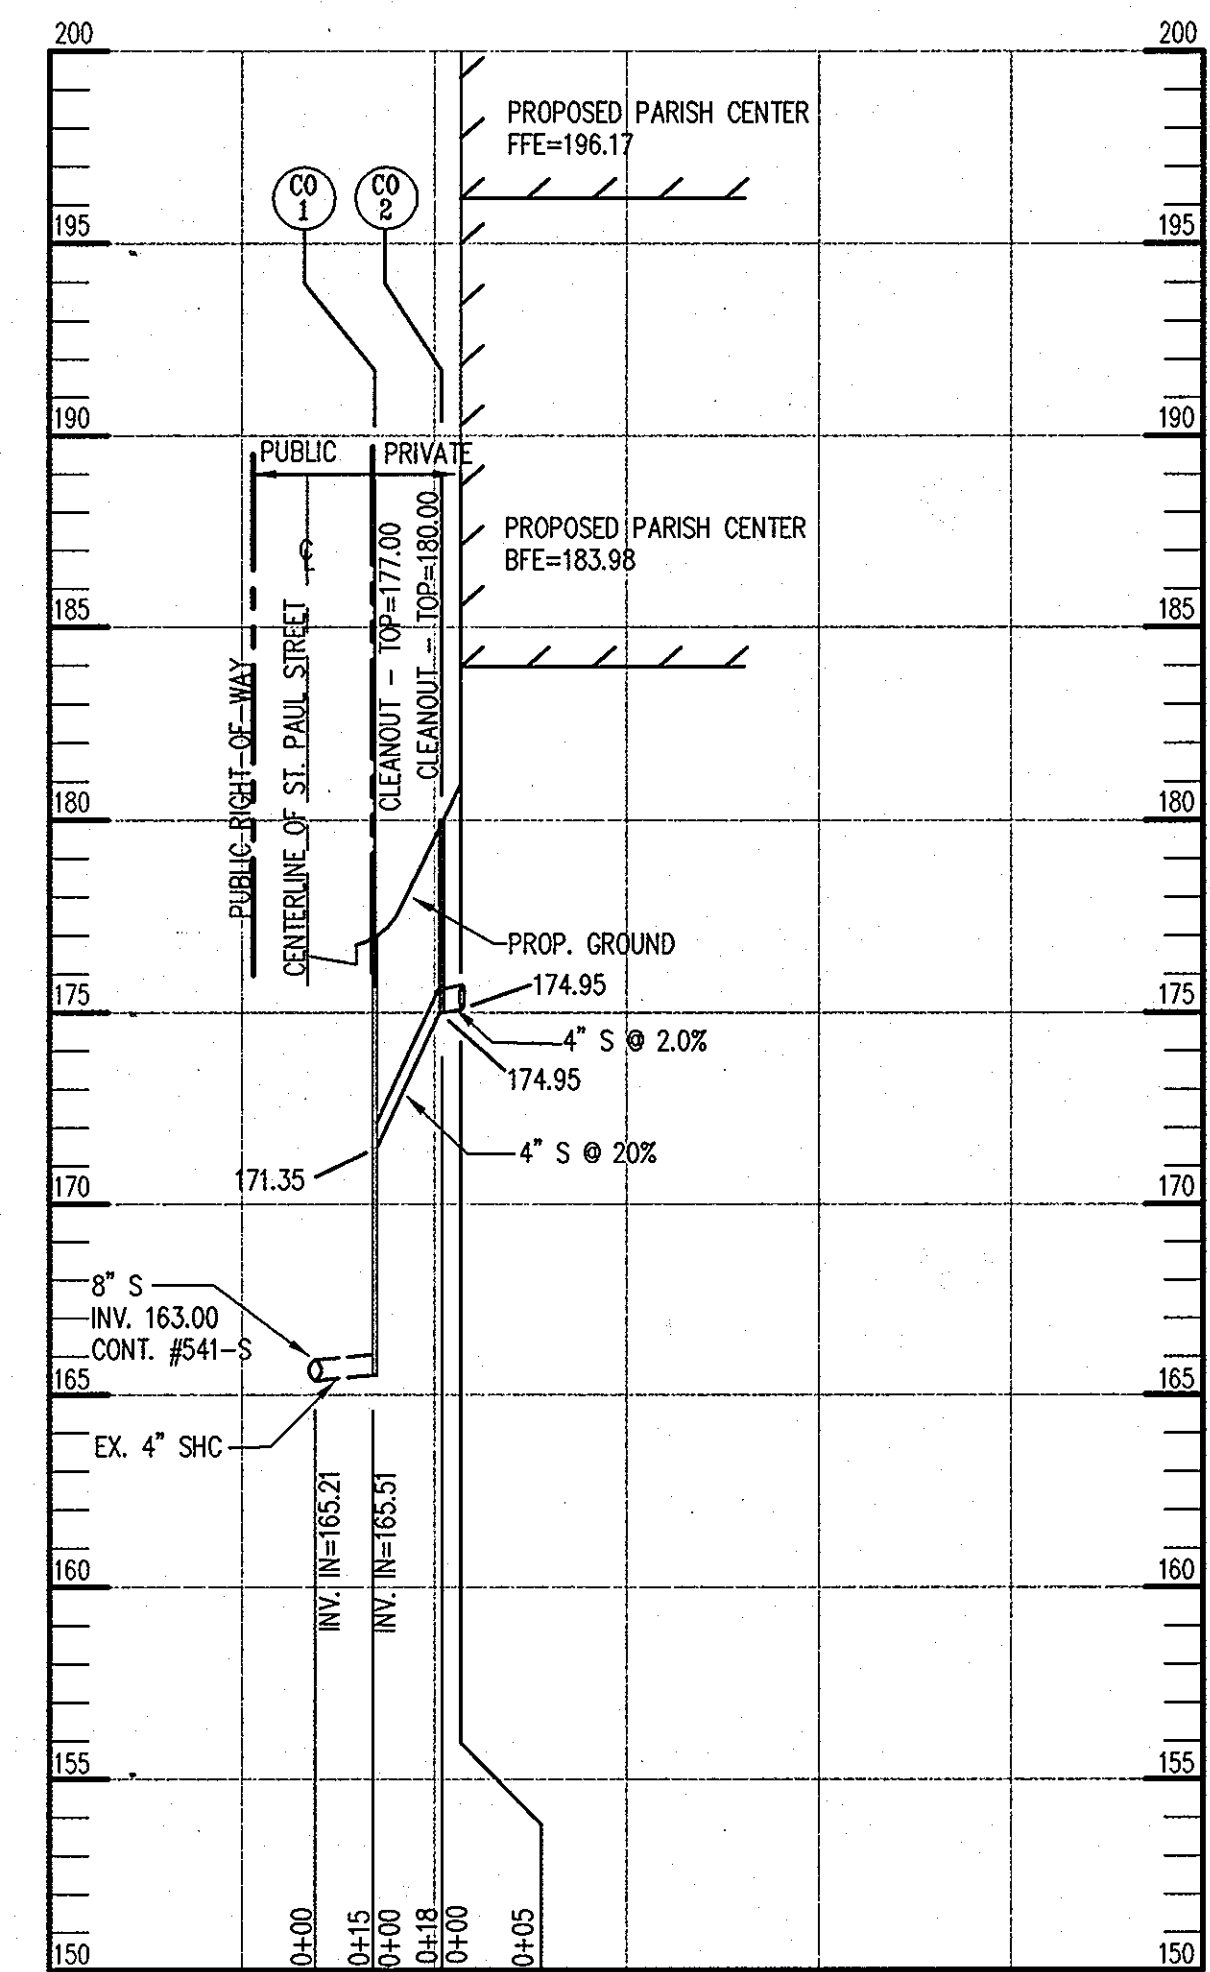 200
200
PROPOSED PARISH CENTER
FFE=196.17
CO
1
CO
2
195
195
190
190
PUBLIC
PRIVATE
PUBLIC RIGHT-OF-WAY
CENTERLINE OF ST. PAUL STREET
CLEANOUT - TOP=177.00
CLEANOUT - TOP=180.00
PROPOSED PARISH CENTER
BFE=183.98
185
185
180
180
PROP. GROUND
174.95
175
175
4" S @ 2.0%
174.95
4" S @ 20%
171.35
170
170
8" S
INV. 163.00
CONT. #541-S
165
165
EX. 4" SHC
INV. IN=165.21
INV. IN=165.51
160
160
155
155
0+00
0+15
0+00
0+18
0+00
0+05
150
150